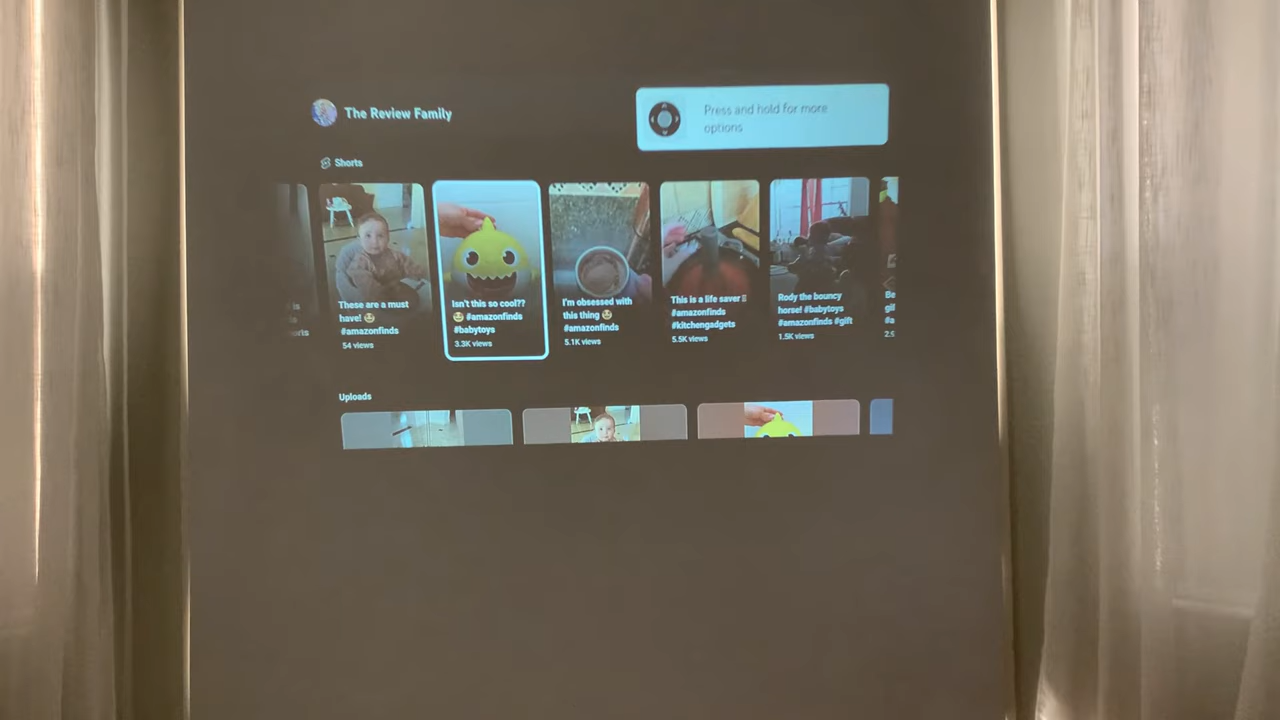 The Review Family
Press and hold for more
options
Shorts
These are a must
have! 😭
#amazonfinds
54 views
Isn't this so cool??
😭 #amazonfinds
#babytoys
3.3K views
I'm obsessed with
this thing 😭
#amazonfinds
5.1K views
This is a life saver
#amazonfinds
#kitchengadgets
5.5K views
Rody the bouncy
horse! #babytoys
#amazonfinds #gift
1.5K views
Uploads